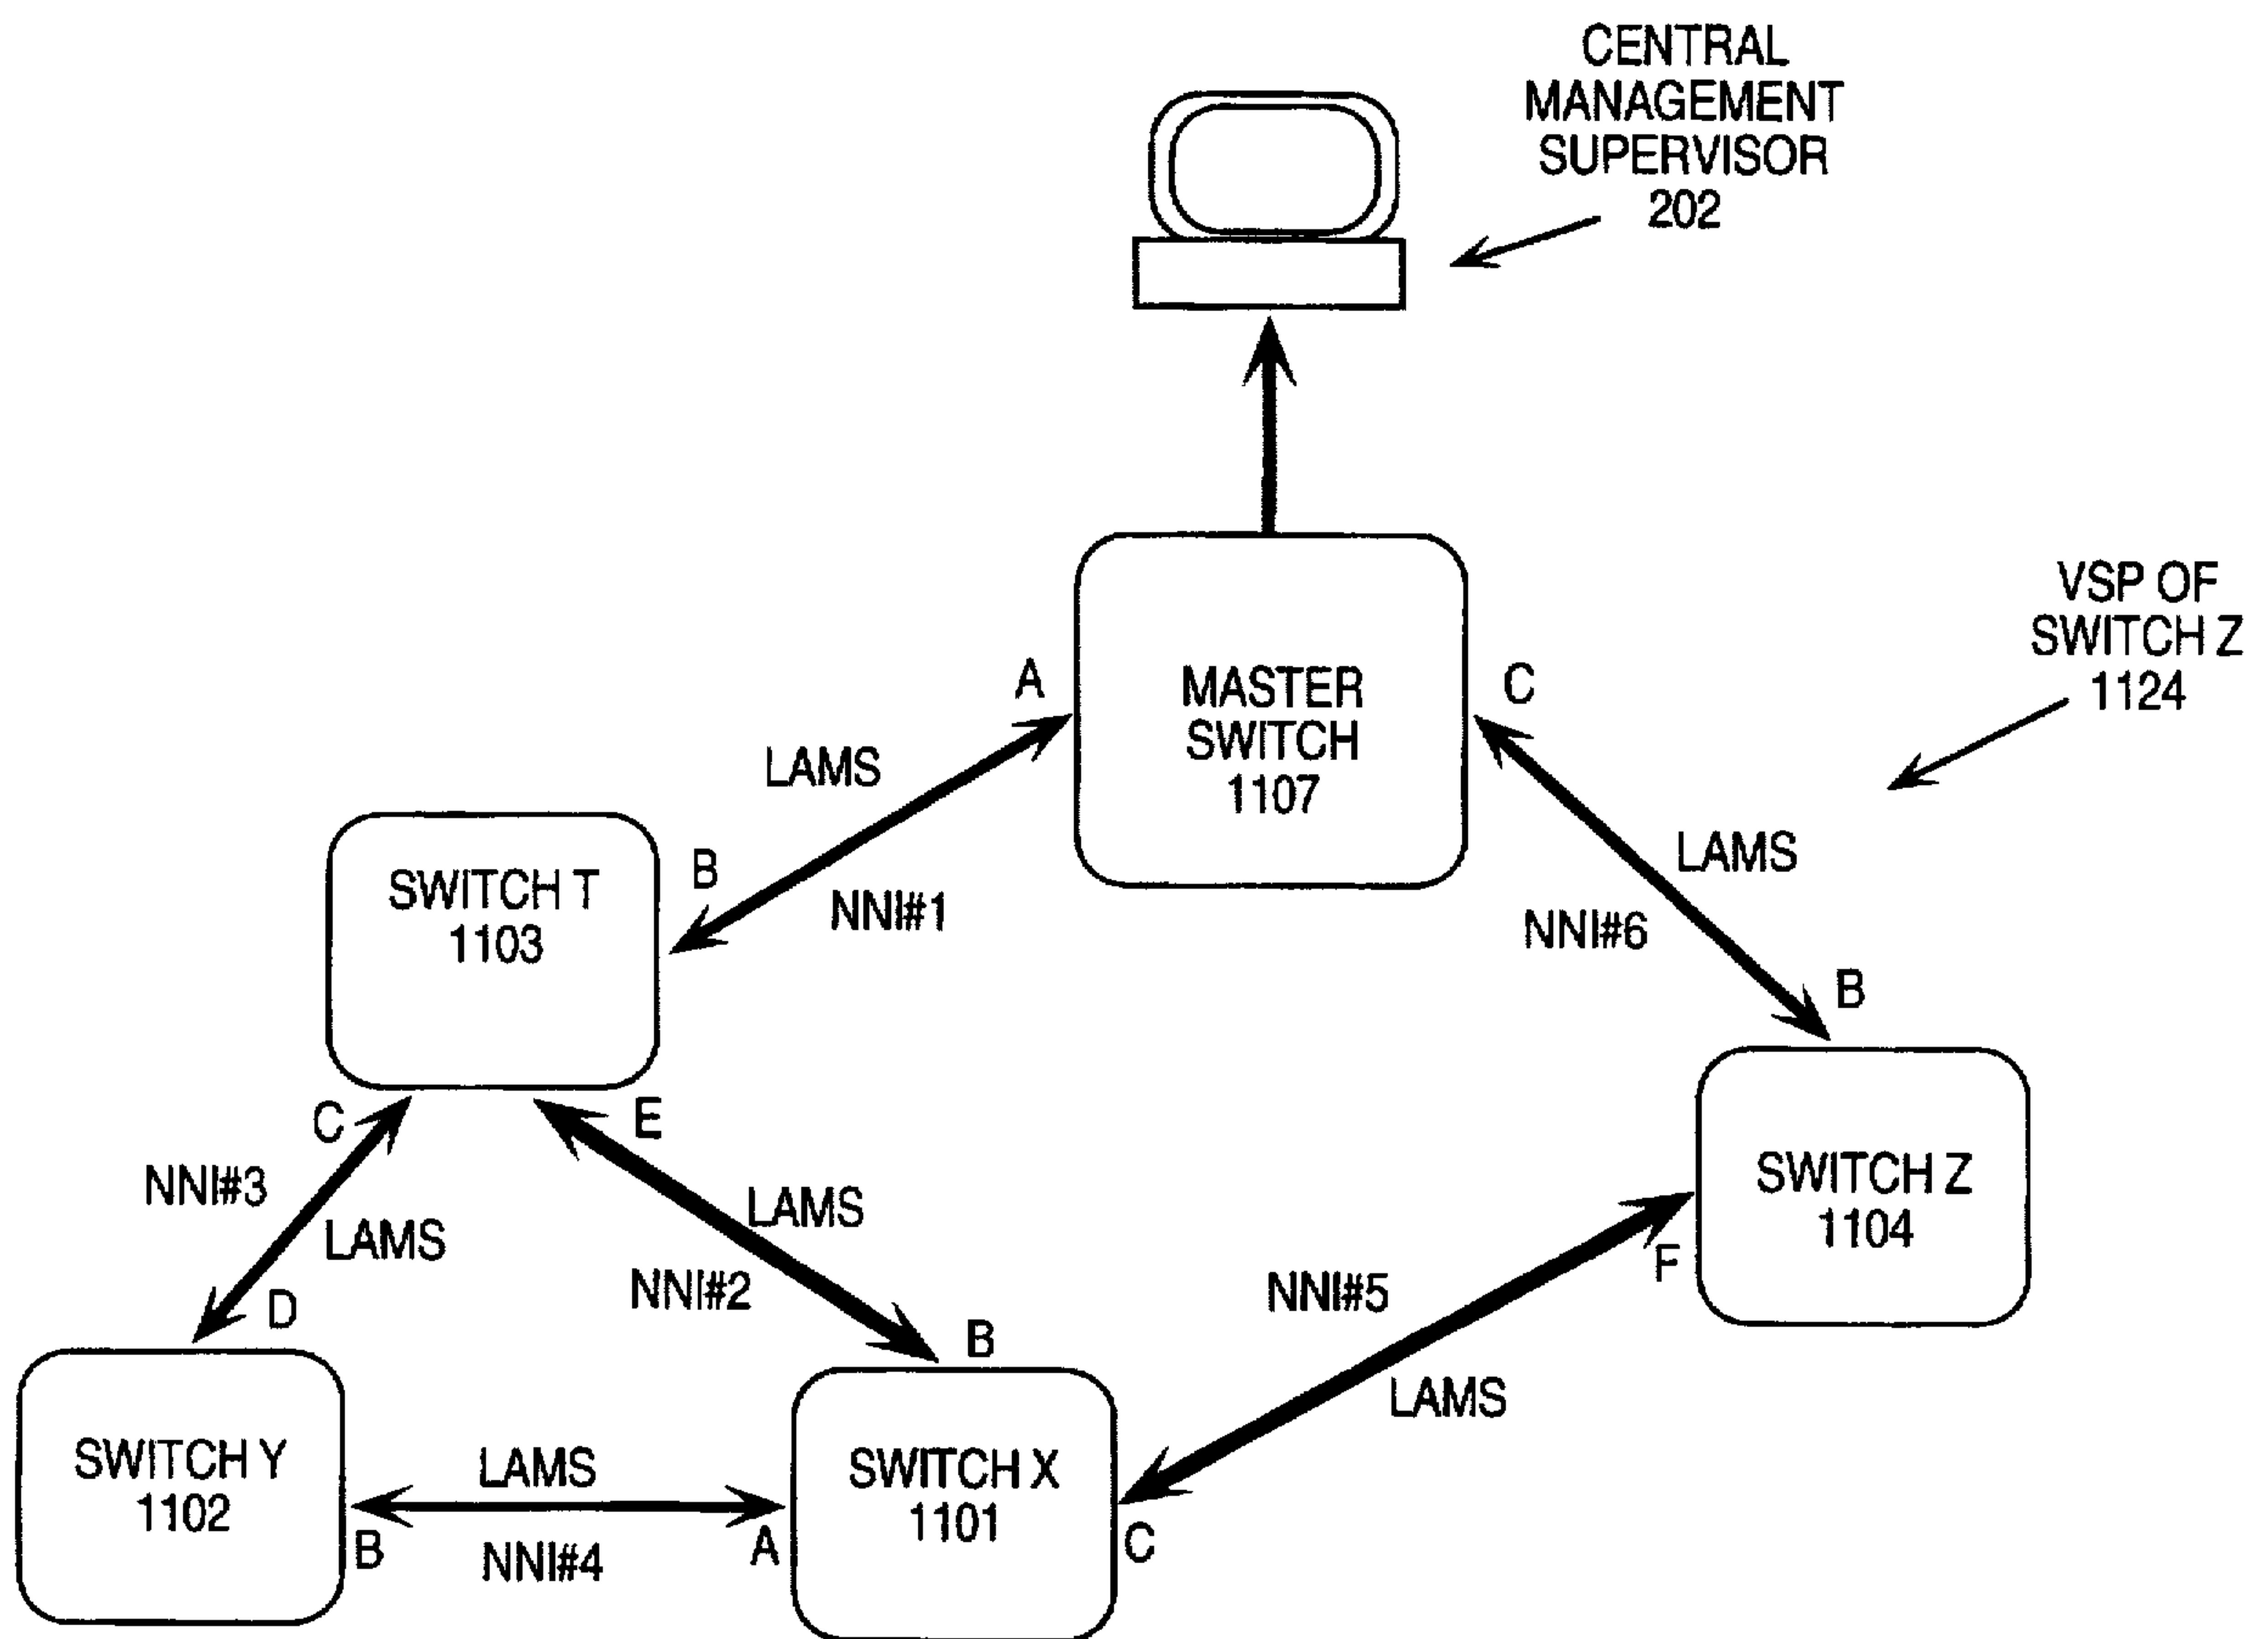 CENTRAL
MANAGEMENT
SUPERVISOR
202
VSP OF
SWITCH Z
1124
A
MASTER
SWITCH
1107
C
LAMS
NNI#1
B
LAMS
NNI#6
B
SWITCH T
1103
C
E
NNI#3
LAMS
D
LAMS
NNI#2
B
SWITCH Z
1104
F
NNI#5
LAMS
SWITCH Y
1102
B
LAMS
NNI#4
A
SWITCH X
1101
C